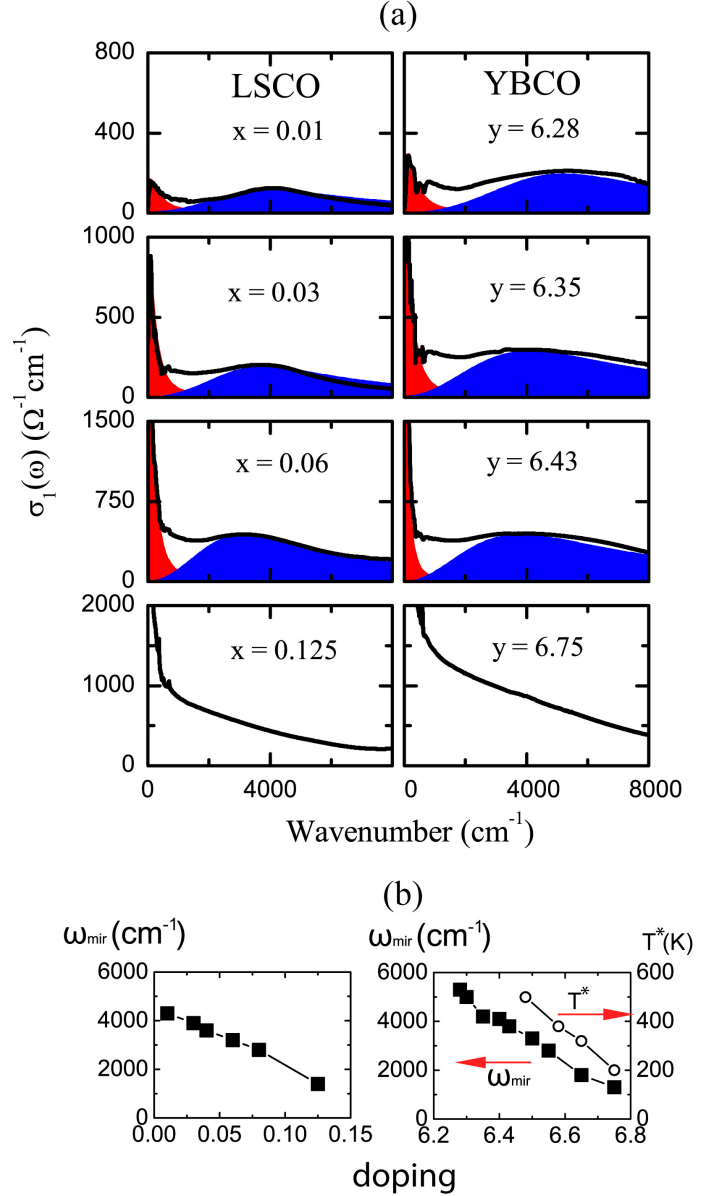 (a)
LSCO YBCO
x = 0.01 y = 6.28
800
400
0
x = 0.03 y = 6.35
1000
500
0
x = 0.06 y = 6.43
1500
750
0
x = 0.125 y = 6.75
2000
1000
0
σ₁(ω) (Ω⁻¹cm⁻¹)
0 4000 0 4000 8000
Wavenumber (cm⁻¹)
(b)
ωmir (cm⁻¹) ωmir (cm⁻¹) T*(K)
6000 6000 600
4000 4000 400
2000 2000 200
0 0 0
T*
ωmir
0.00 0.05 0.10 0.15 6.2 6.4 6.6 6.8
doping